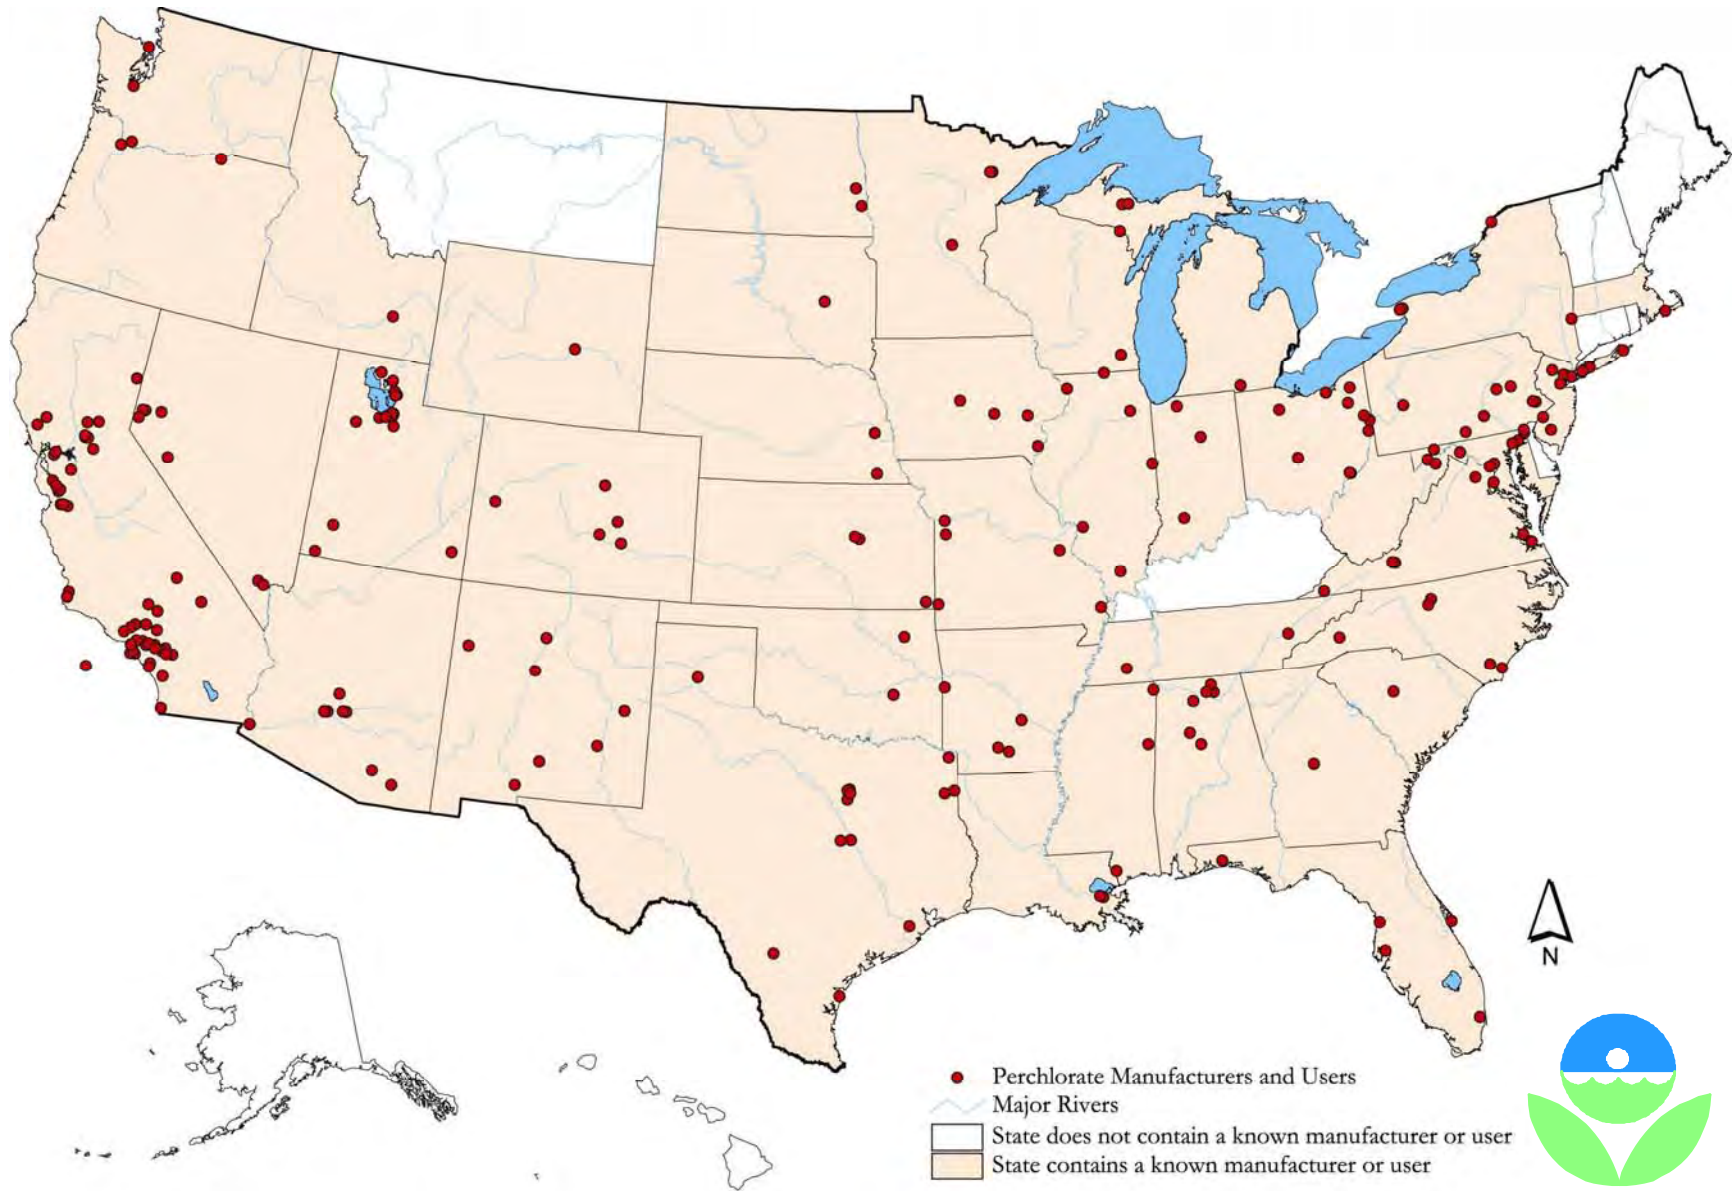 N
Perchlorate Manufacturers and Users
Major Rivers
State does not contain a known manufacturer or user
State contains a known manufacturer or user